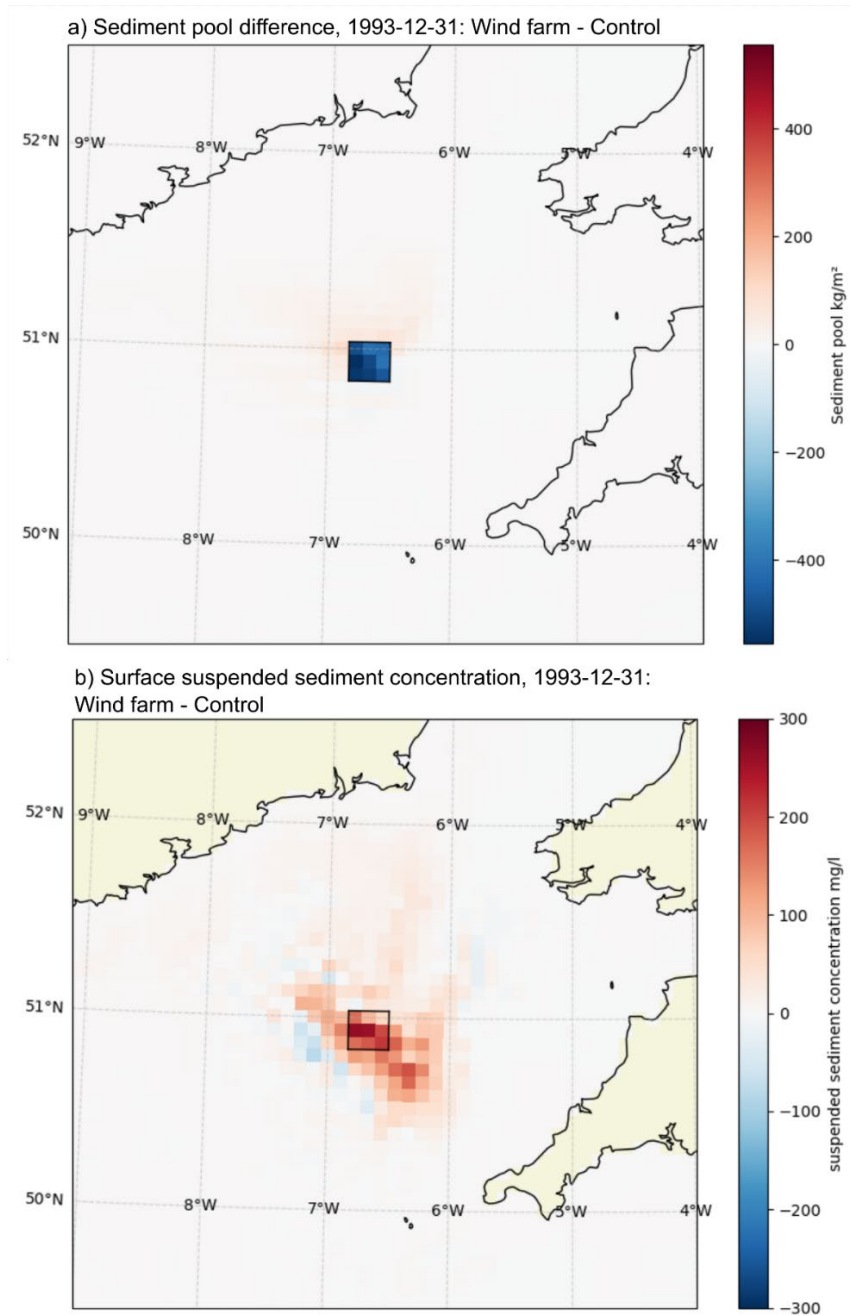 a) Sediment pool difference, 1993-12-31: Wind farm - Control
52°N
9°W
8°W
7°W
6°W
5°W
4°W
51°N
50°N
8°W
7°W
6°W
5°W
4°W
400
200
0
−200
−400
Sediment pool kg/m²
b) Surface suspended sediment concentration, 1993-12-31:
Wind farm - Control
52°N
9°W
8°W
7°W
6°W
5°W
4°W
51°N
50°N
8°W
7°W
6°W
5°W
4°W
300
200
100
0
−100
−200
−300
suspended sediment concentration mg/l